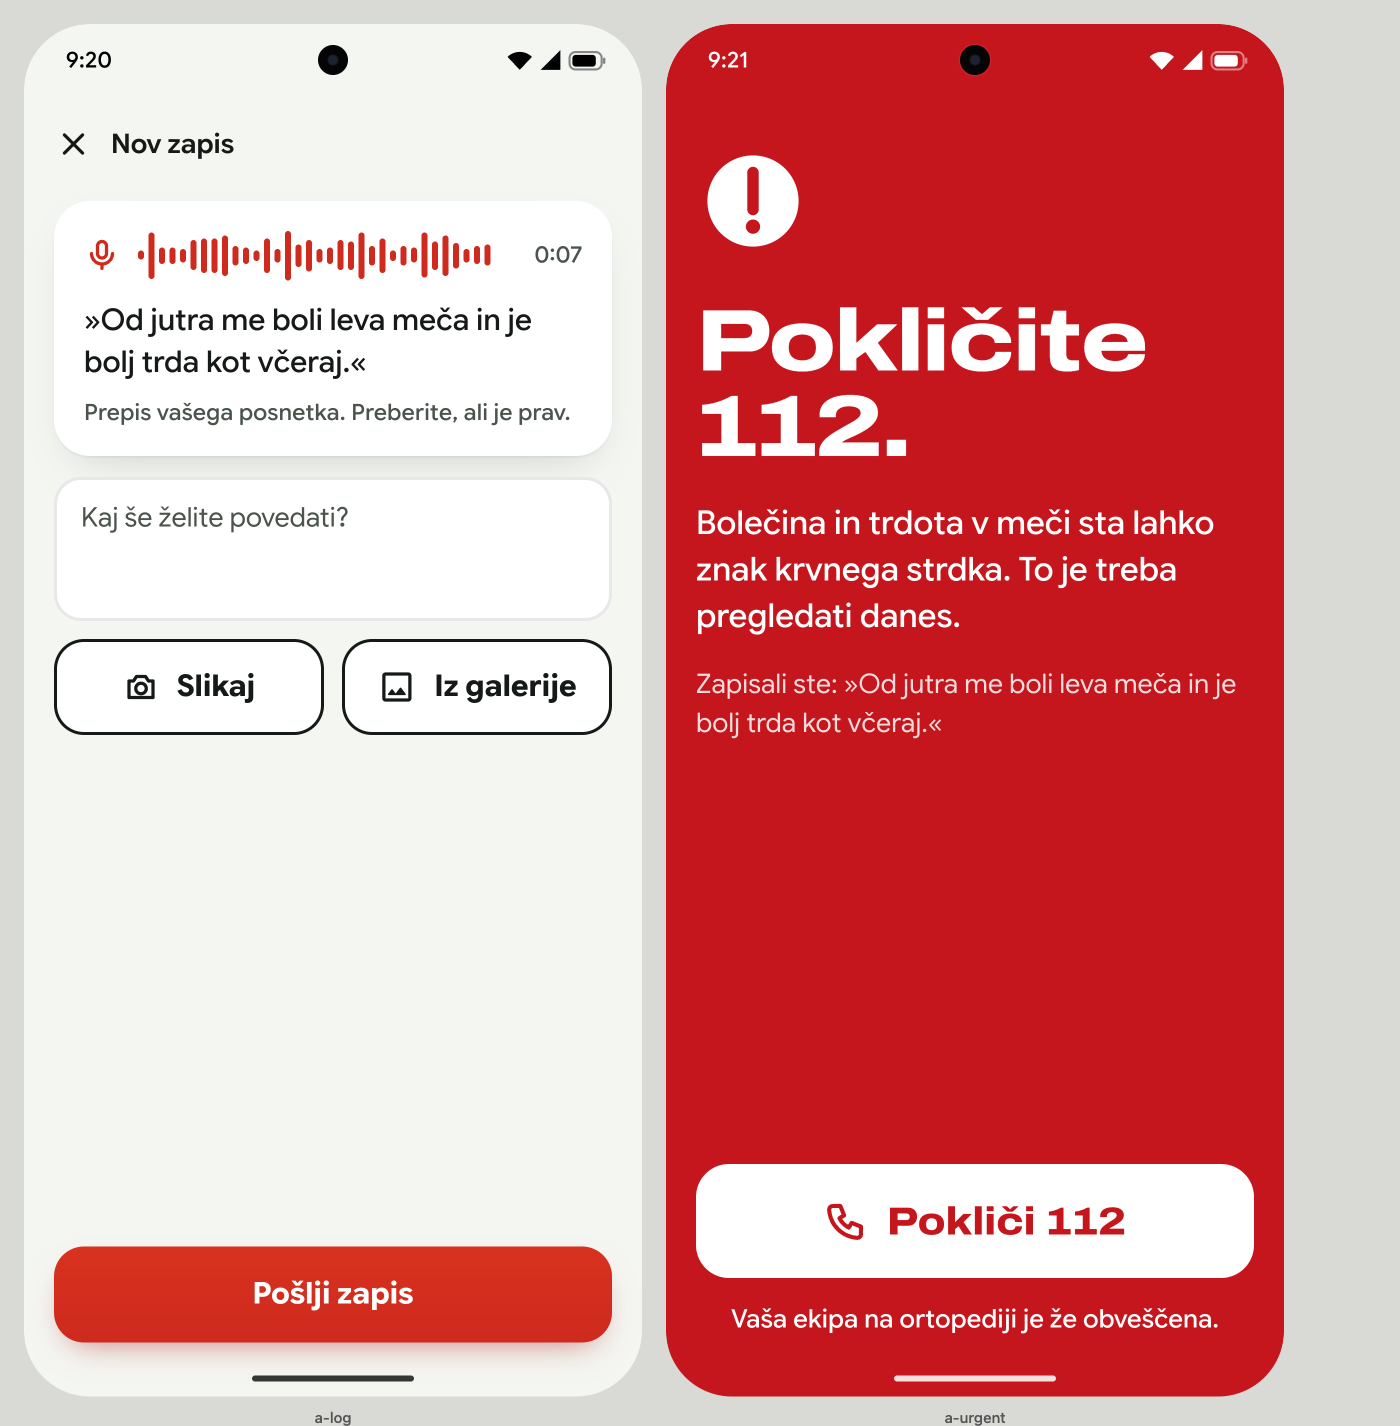 9:20
Nov zapis
0:07
»Od jutra me boli leva meča in je
bolj trda kot včeraj.«
Prepis vašega posnetka. Preberite, ali je prav.
Kaj še želite povedati?
Slikaj
Iz galerije
Pošlji zapis
a-log
9:21
Pokličite
112.
Bolečina in trdota v meči sta lahko
znak krvnega strdka. To je treba
pregledati danes.
Zapisali ste: »Od jutra me boli leva meča in je
bolj trda kot včeraj.«
Pokliči 112
Vaša ekipa na ortopediji je že obveščena.
a-urgent